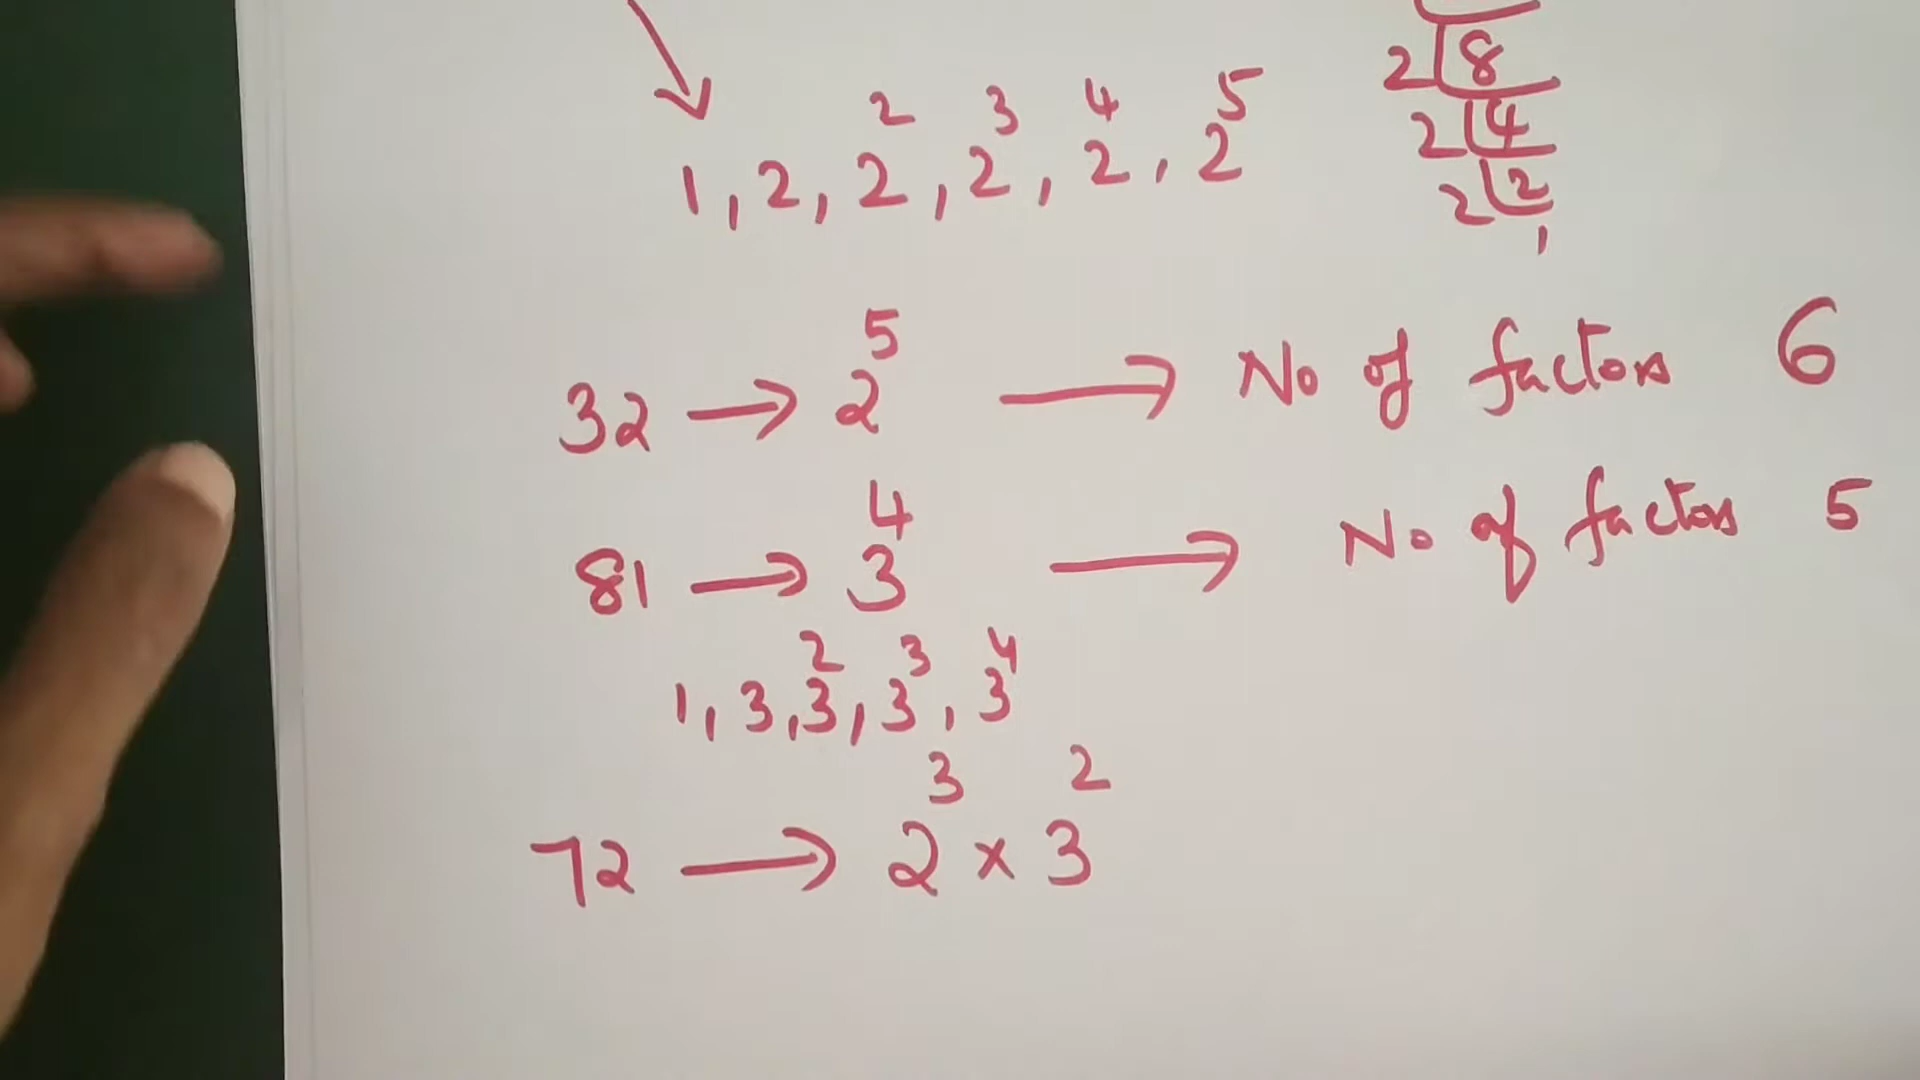 1, 2, 2², 2³, 2⁴, 2⁵
2 8
2 4
2 2
1
32 → 2⁵ → No of factors 6
81 → 3⁴ → No of factors 5
1, 3, 3², 3³, 3⁴
72 → 2³ × 3²